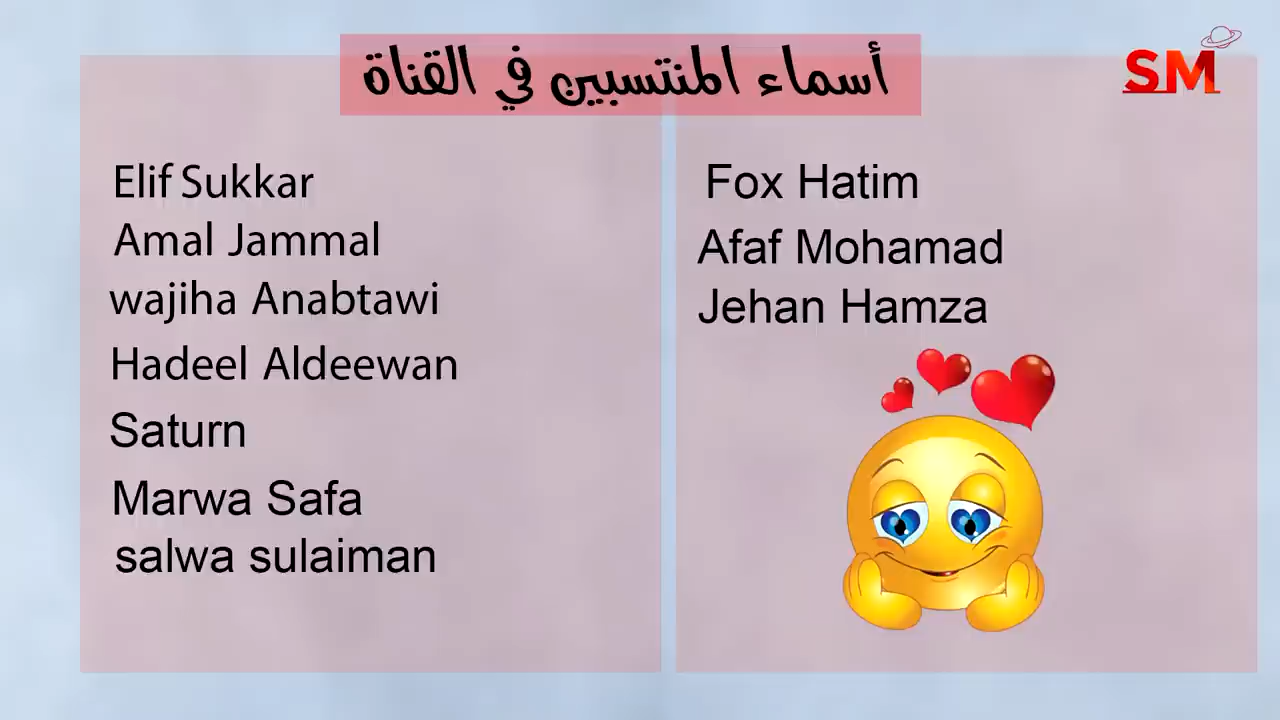 أسماء المنتسبين في القناة
SM
Elif Sukkar
Amal Jammal
wajiha Anabtawi
Hadeel Aldeewan
Saturn
Marwa Safa
salwa sulaiman
Fox Hatim
Afaf Mohamad
Jehan Hamza